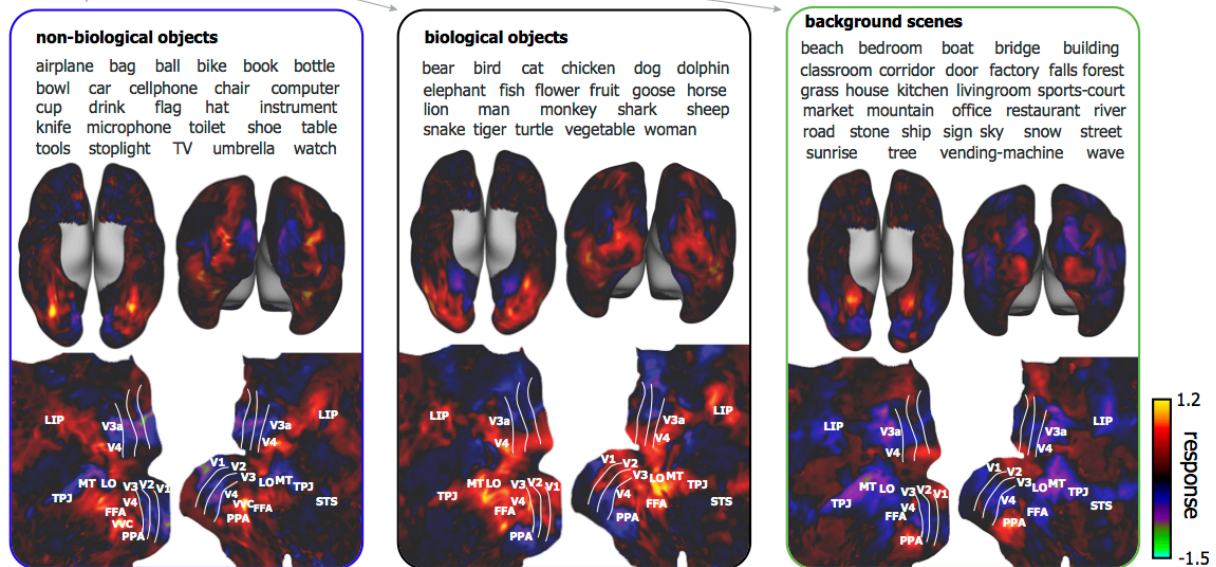 non-biological objects
airplane bag ball bike book bottle
bowl car cellphone chair computer
cup drink flag hat instrument
knife microphone toilet shoe table
tools stoplight TV umbrella watch
LIP
V3a
V4
MT LO V3 V2 V1
TPJ
V4
FFA
VVC
PPA
LIP
V3a
V4
V1 V2
V3 LO MT TPJ
V4
VVC FFA
STS
PPA
biological objects
bear bird cat chicken dog dolphin
elephant fish flower fruit goose horse
lion man monkey shark sheep
snake tiger turtle vegetable woman
LIP
V3a
V4
MT LO V3 V2 V1
TPJ
V4
FFA
PPA
LIP
V3a
V4
V1 V2
V3 LO MT TPJ
V4
FFA
STS
PPA
background scenes
beach bedroom boat bridge building
classroom corridor door factory falls forest
grass house kitchen livingroom sports-court
market mountain office restaurant river
road stone ship sign sky snow street
sunrise tree vending-machine wave
LIP
V3a
V4
MT LO V3 V2 V1
TPJ
V4
FFA
PPA
LIP
V3a
V4
V1 V2
V3 LO MT TPJ
V4
FFA
STS
PPA
1.2
response
-1.5